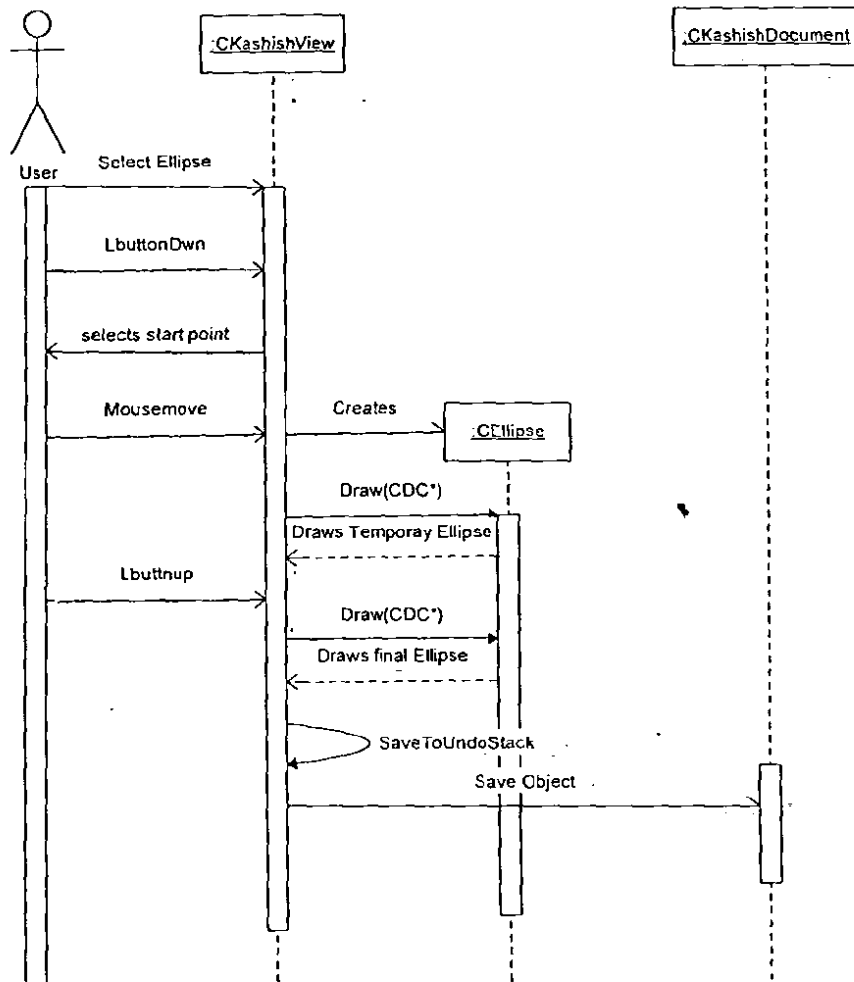 :CKashishView
:CKashishDocument
User
Select Ellipse
LbuttonDwn
selects start point
Mousemove
Creates
:CEllipse
Draw(CDC*)
Draws Temporay Ellipse
Lbuttnup
Draw(CDC*)
Draws final Ellipse
SaveToUndoStack
Save Object